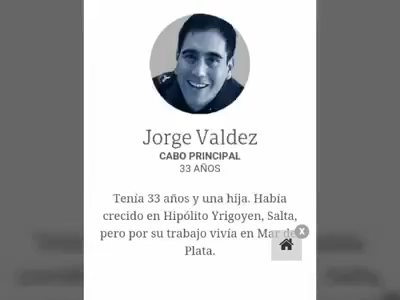 Jorge Valdez
CABO PRINCIPAL
33 AÑOS
Tenía 33 años y una hija. Había
crecido en Hipólito Yrigoyen, Salta,
pero por su trabajo vivía en Mar de
Plata.
X